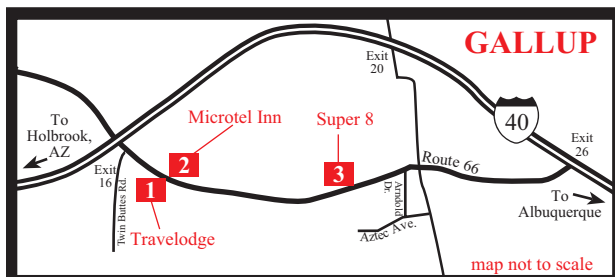 GALLUP
Exit
20
To
Holbrook,
AZ
Microtel Inn
Super 8
40
Exit
26
Exit
16
2
1
3
Route 66
Twin Buttes Rd.
Arnold
Dr.
Aztec Ave.
To
Albuquerque
Travelodge
map not to scale